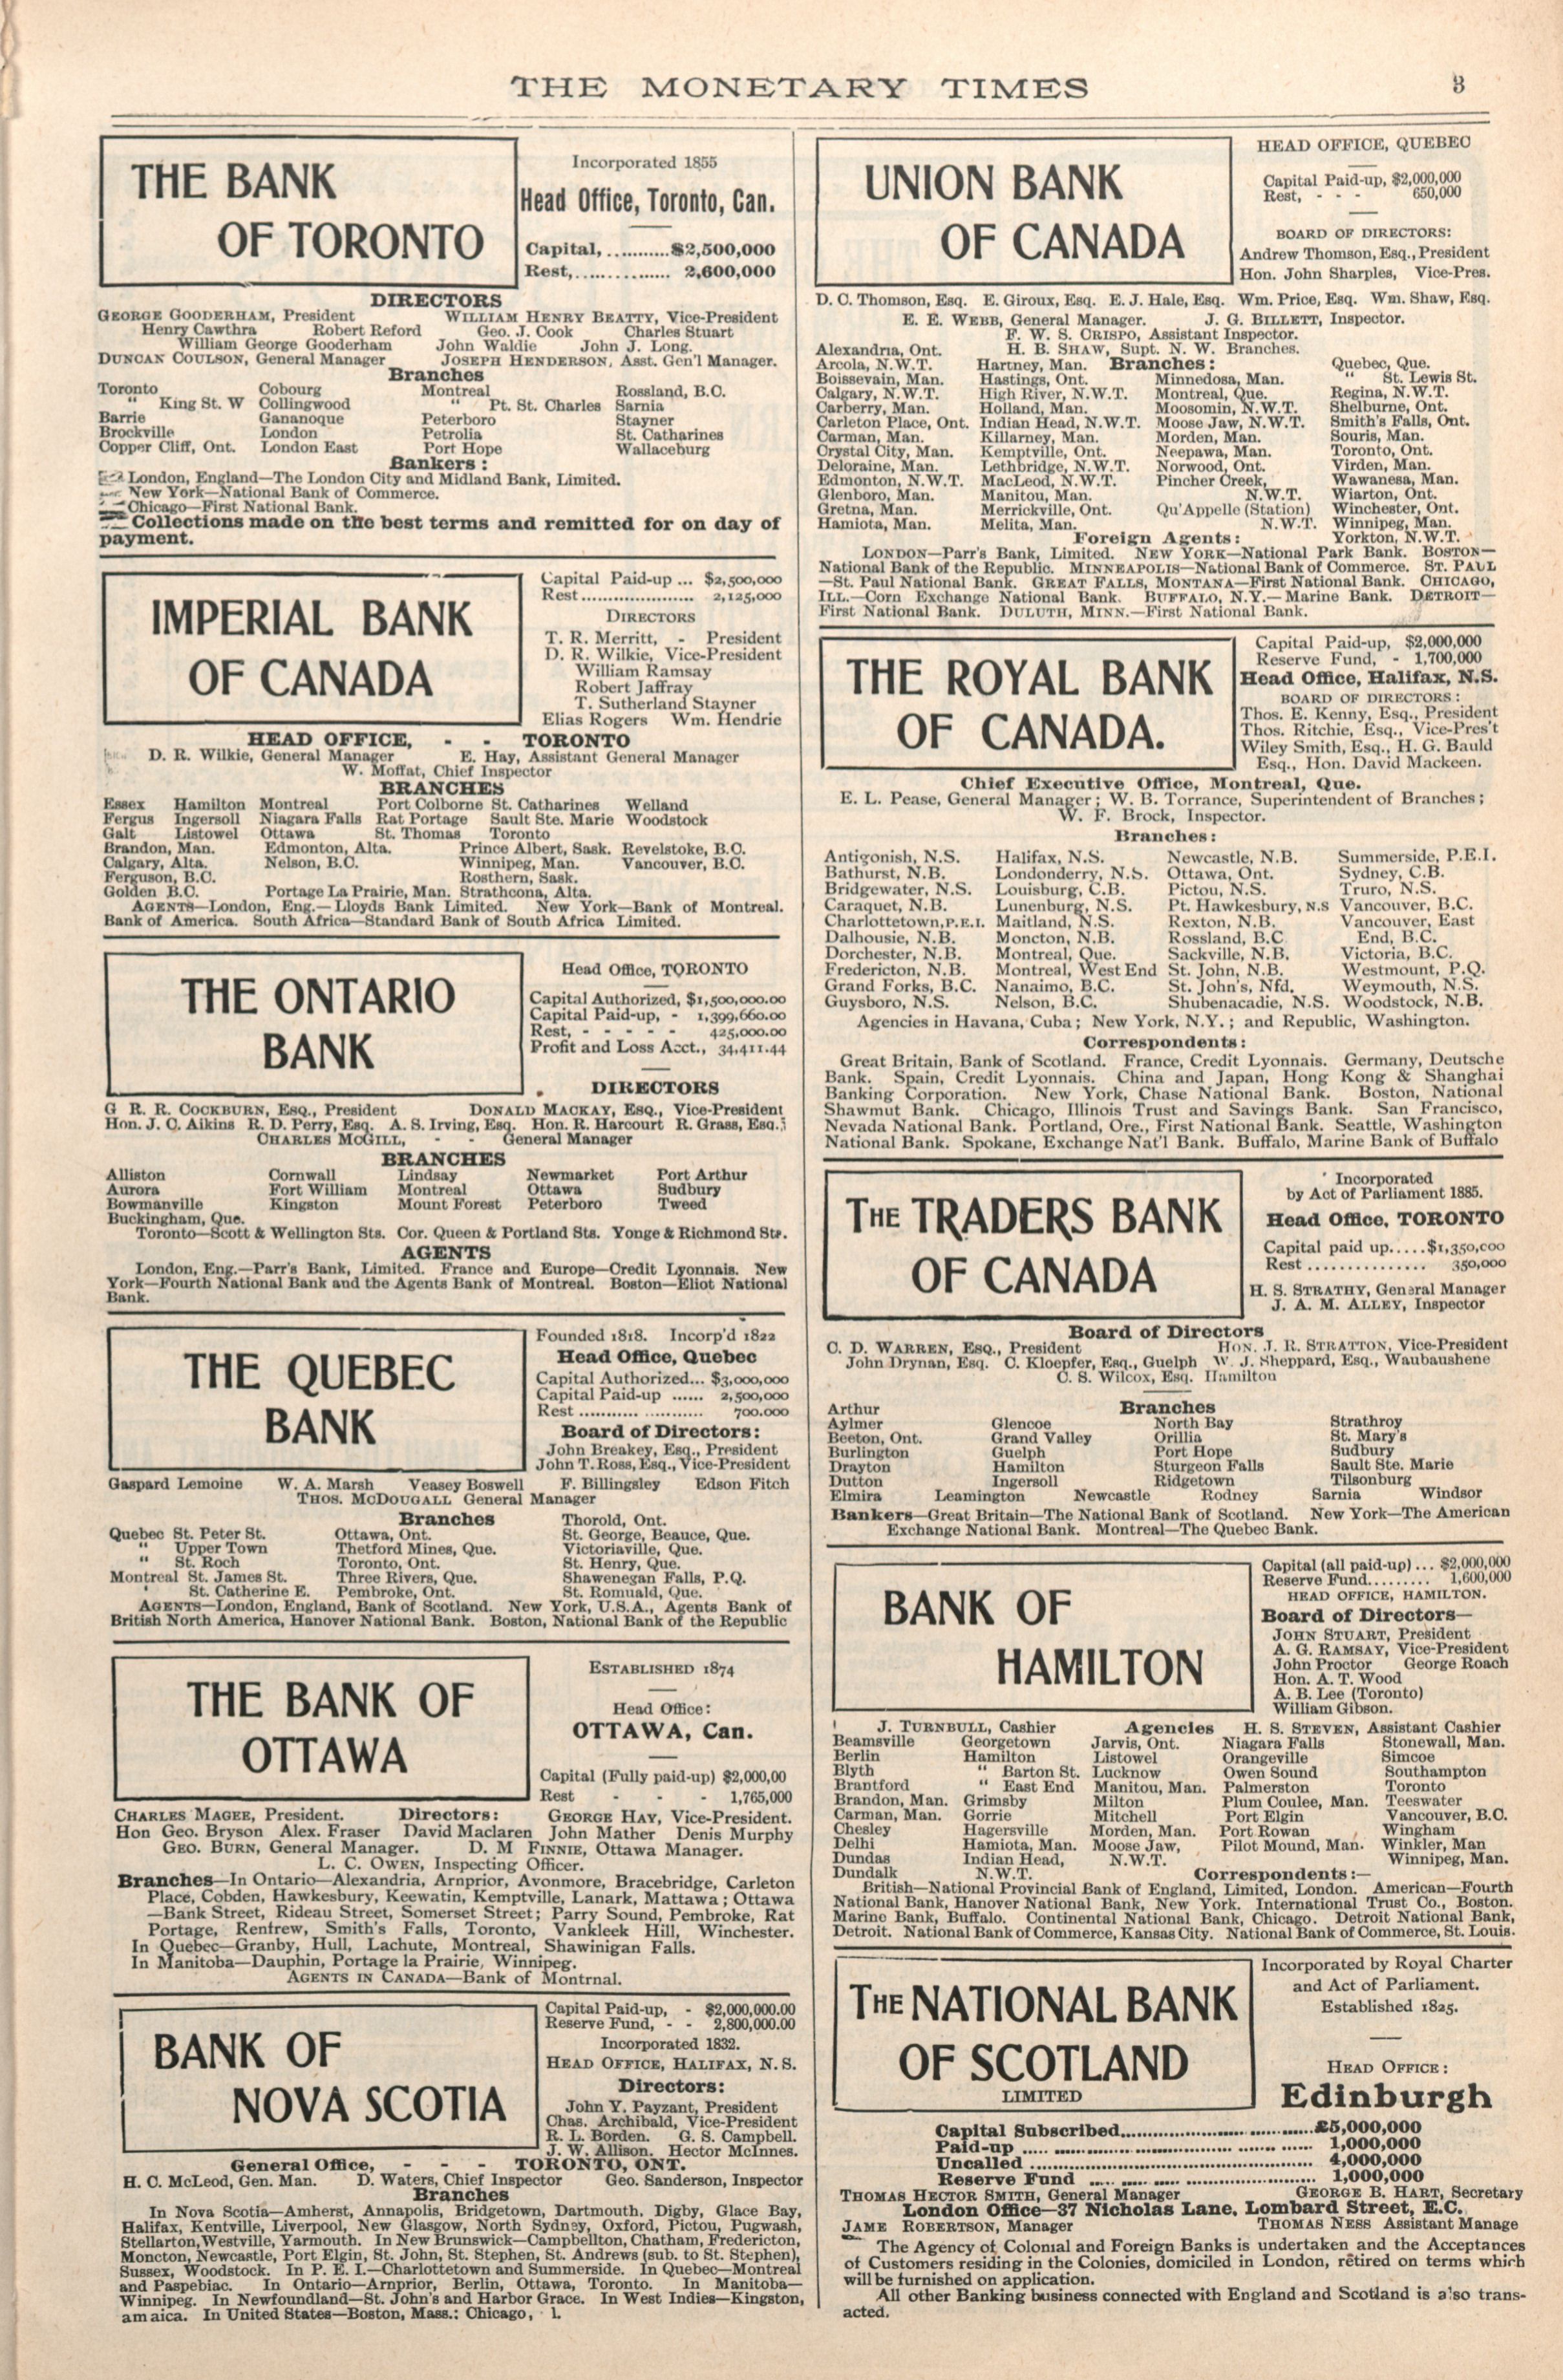 THE MONETARY TIMES
3
THE BANK
OF TORONTO
Incorporated 1855
Head Office, Toronto, Can.
Capital,...........$2,500,000
Rest,................ 2,600,000
DIRECTORS
GEORGE GOODERHAM, President WILLIAM HENRY BEATTY, Vice-President
Henry Cawthra Robert Reford Geo. J. Cook Charles Stuart
William George Gooderham John Waldie John J. Long.
DUNCAN COULSON, General Manager JOSEPH HENDERSON, Asst. Gen'l Manager.
Branches
Toronto Cobourg Montreal Rossland, B.C.
" King St. W Collingwood " Pt. St. Charles Sarnia
Barrie Gananoque Peterboro Stayner
Brockville London Petrolia St. Catharines
Copper Cliff, Ont. London East Port Hope Wallaceburg
Bankers :
London, England—The London City and Midland Bank, Limited.
New York—National Bank of Commerce.
Chicago—First National Bank.
Collections made on the best terms and remitted for on day of
payment.
IMPERIAL BANK
OF CANADA
Capital Paid-up ... $2,500,000
Rest..................... 2,125,000
DIRECTORS
T. R. Merritt, - President
D. R. Wilkie, Vice-President
William Ramsay
Robert Jaffray
T. Sutherland Stayner
Elias Rogers Wm. Hendrie
HEAD OFFICE, - - TORONTO
D. R. Wilkie, General Manager E. Hay, Assistant General Manager
W. Moffat, Chief Inspector
BRANCHES
Essex Hamilton Montreal Port Colborne St. Catharines Welland
Fergus Ingersoll Niagara Falls Rat Portage Sault Ste. Marie Woodstock
Galt Listowel Ottawa St. Thomas Toronto
Brandon, Man. Edmonton, Alta. Prince Albert, Sask. Revelstoke, B.C.
Calgary, Alta. Nelson, B.C. Winnipeg, Man. Vancouver, B.C.
Ferguson, B.C. Rosthern, Sask.
Golden B.C. Portage La Prairie, Man. Strathcona, Alta.
AGENTS—London, Eng.—Lloyds Bank Limited. New York—Bank of Montreal.
Bank of America. South Africa—Standard Bank of South Africa Limited.
THE ONTARIO
BANK
Head Office, TORONTO
Capital Authorized, $1,500,000.00
Capital Paid-up, - 1,399,660.00
Rest, - - - - - 425,000.00
Profit and Loss Acct., 34,411.44
DIRECTORS
G R. R. COCKBURN, ESQ., President DONALD MACKAY, ESQ., Vice-President
Hon. J. C. Aikins R. D. Perry, Esq. A. S. Irving, Esq. Hon. R. Harcourt R. Grass, Esq.
CHARLES MCGILL, - - General Manager
BRANCHES
Alliston Cornwall Lindsay Newmarket Port Arthur
Aurora Fort William Montreal Ottawa Sudbury
Bowmanville Kingston Mount Forest Peterboro Tweed
Buckingham, Que.
Toronto—Scott & Wellington Sts. Cor. Queen & Portland Sts. Yonge & Richmond Sts.
AGENTS
London, Eng.—Parr's Bank, Limited. France and Europe—Credit Lyonnais. New
York—Fourth National Bank and the Agents Bank of Montreal. Boston—Eliot National
Bank.
THE QUEBEC
BANK
Founded 1818. Incorp'd 1822
Head Office, Quebec
Capital Authorized... $3,000,000
Capital Paid-up ...... 2,500,000
Rest ....................... 700.000
Board of Directors:
John Breakey, Esq., President
John T. Ross, Esq., Vice-President
Gaspard Lemoine W. A. Marsh Veasey Boswell F. Billingsley Edson Fitch
THOS. MCDOUGALL General Manager
Branches Thorold, Ont.
Quebec St. Peter St. Ottawa, Ont. St. George, Beauce, Que.
" Upper Town Thetford Mines, Que. Victoriaville, Que.
" St. Roch Toronto, Ont. St. Henry, Que.
Montreal St. James St. Three Rivers, Que. Shawenegan Falls, P.Q.
' St. Catherine E. Pembroke, Ont. St. Romuald, Que.
AGENTS—London, England, Bank of Scotland. New York, U.S.A., Agents Bank of
British North America, Hanover National Bank. Boston, National Bank of the Republic
THE BANK OF
OTTAWA
ESTABLISHED 1874
Head Office:
OTTAWA, Can.
Capital (Fully paid-up) $2,000,00
Rest - - - 1,765,000
CHARLES MAGEE, President. Directors: GEORGE HAY, Vice-President.
Hon Geo. Bryson Alex. Fraser David Maclaren John Mather Denis Murphy
GEO. BURN, General Manager. D. M FINNIE, Ottawa Manager.
L. C. OWEN, Inspecting Officer.
Branches—In Ontario—Alexandria, Arnprior, Avonmore, Bracebridge, Carleton
Place, Cobden, Hawkesbury, Keewatin, Kemptville, Lanark, Mattawa; Ottawa
—Bank Street, Rideau Street, Somerset Street; Parry Sound, Pembroke, Rat
Portage, Renfrew, Smith's Falls, Toronto, Vankleek Hill, Winchester.
In Quebec—Granby, Hull, Lachute, Montreal, Shawinigan Falls.
In Manitoba—Dauphin, Portage la Prairie, Winnipeg.
AGENTS IN CANADA—Bank of Montrnal.
BANK OF
NOVA SCOTIA
Capital Paid-up, - $2,000,000.00
Reserve Fund, - - 2,800,000.00
Incorporated 1832.
HEAD OFFICE, HALIFAX, N. S.
Directors:
John Y. Payzant, President
Chas. Archibald, Vice-President
R. L. Borden. G. S. Campbell.
J. W. Allison. Hector McInnes.
General Office, - - - TORONTO, ONT.
H. C. McLeod, Gen. Man. D. Waters, Chief Inspector Geo. Sanderson, Inspector
Branches
In Nova Scotia—Amherst, Annapolis, Bridgetown, Dartmouth, Digby, Glace Bay,
Halifax, Kentville, Liverpool, New Glasgow, North Sydney, Oxford, Pictou, Pugwash,
Stellarton, Westville, Yarmouth. In New Brunswick—Campbellton, Chatham, Fredericton,
Moncton, Newcastle, Port Elgin, St. John, St. Stephen, St. Andrews (sub. to St. Stephen),
Sussex, Woodstock. In P. E. I.—Charlottetown and Summerside. In Quebec—Montreal
and Paspebiac. In Ontario—Arnprior, Berlin, Ottawa, Toronto. In Manitoba—
Winnipeg. In Newfoundland—St. John's and Harbor Grace. In West Indies—Kingston,
amaica. In United States—Boston, Mass.: Chicago, l.
UNION BANK
OF CANADA
HEAD OFFICE, QUEBEC
Capital Paid-up, $2,000,000
Rest, - - - 650,000
BOARD OF DIRECTORS:
Andrew Thomson, Esq., President
Hon. John Sharples, Vice-Pres.
D. C. Thomson, Esq. E. Giroux, Esq. E. J. Hale, Esq. Wm. Price, Esq. Wm. Shaw, Esq.
E. E. WEBB, General Manager. J. G. BILLETT, Inspector.
F. W. S. CRISPO, Assistant Inspector.
Alexandria, Ont. H. B. SHAW, Supt. N. W. Branches.
Arcola, N.W.T. Hartney, Man. Branches: Quebec, Que.
Boissevain, Man. Hastings, Ont. Minnedosa, Man. " St. Lewis St.
Calgary, N.W.T. High River, N.W.T. Montreal, Que. Regina, N.W.T.
Carberry, Man. Holland, Man. Moosomin, N.W.T. Shelburne, Ont.
Carleton Place, Ont. Indian Head, N.W.T. Moose Jaw, N.W.T. Smith's Falls, Ont.
Carman, Man. Killarney, Man. Morden, Man. Souris, Man.
Crystal City, Man. Kemptville, Ont. Neepawa, Man. Toronto, Ont.
Deloraine, Man. Lethbridge, N.W.T. Norwood, Ont. Virden, Man.
Edmonton, N.W.T. MacLeod, N.W.T. Pincher Creek, Wawanesa, Man.
Glenboro, Man. Manitou, Man. N.W.T. Wiarton, Ont.
Gretna, Man. Merrickville, Ont. Qu'Appelle (Station) Winchester, Ont.
Hamiota, Man. Melita, Man. N.W.T. Winnipeg, Man.
Foreign Agents: Yorkton, N.W.T.
LONDON—Parr's Bank, Limited. NEW YORK—National Park Bank. BOSTON—
National Bank of the Republic. MINNEAPOLIS—National Bank of Commerce. ST. PAUL
—St. Paul National Bank. GREAT FALLS, MONTANA—First National Bank. CHICAGO,
ILL.—Corn Exchange National Bank. BUFFALO, N.Y.—Marine Bank. DETROIT—
First National Bank. DULUTH, MINN.—First National Bank.
THE ROYAL BANK
OF CANADA.
Capital Paid-up, $2,000,000
Reserve Fund, - 1,700,000
Head Office, Halifax, N.S.
BOARD OF DIRECTORS:
Thos. E. Kenny, Esq., President
Thos. Ritchie, Esq., Vice-Pres't
Wiley Smith, Esq., H. G. Bauld
Esq., Hon. David Mackeen.
Chief Executive Office, Montreal, Que.
E. L. Pease, General Manager; W. B. Torrance, Superintendent of Branches;
W. F. Brock, Inspector.
Branches:
Antigonish, N.S. Halifax, N.S. Newcastle, N.B. Summerside, P.E.I.
Bathurst, N.B. Londonderry, N.S. Ottawa, Ont. Sydney, C.B.
Bridgewater, N.S. Louisburg, C.B. Pictou, N.S. Truro, N.S.
Caraquet, N.B. Lunenburg, N.S. Pt. Hawkesbury, N.S Vancouver, B.C.
Charlottetown, P.E.I. Maitland, N.S. Rexton, N.B. Vancouver, East
Dalhousie, N.B. Moncton, N.B. Rossland, B.C End, B.C.
Dorchester, N.B. Montreal, Que. Sackville, N.B. Victoria, B.C.
Fredericton, N.B. Montreal, West End St. John, N.B. Westmount, P.Q.
Grand Forks, B.C. Nanaimo, B.C. St. John's, Nfd. Weymouth, N.S.
Guysboro, N.S. Nelson, B.C. Shubenacadie, N.S. Woodstock, N.B.
Agencies in Havana, Cuba; New York, N.Y.; and Republic, Washington.
Correspondents:
Great Britain, Bank of Scotland. France, Credit Lyonnais. Germany, Deutsche
Bank. Spain, Credit Lyonnais. China and Japan, Hong Kong & Shanghai
Banking Corporation. New York, Chase National Bank. Boston, National
Shawmut Bank. Chicago, Illinois Trust and Savings Bank. San Francisco,
Nevada National Bank. Portland, Ore., First National Bank. Seattle, Washington
National Bank. Spokane, Exchange Nat'l Bank. Buffalo, Marine Bank of Buffalo
THE TRADERS BANK
OF CANADA
Incorporated
by Act of Parliament 1885.
Head Office, TORONTO
Capital paid up.....$1,350,000
Rest ............... 350,000
H. S. STRATHY, General Manager
J. A. M. ALLEY, Inspector
Board of Directors
C. D. WARREN, ESQ., President HON. J. R. STRATTON, Vice-President
John Drynan, Esq. C. Kloepfer, Esq., Guelph W. J. Sheppard, Esq., Waubaushene
C. S. Wilcox, Esq. Hamilton
Arthur Branches
Aylmer Glencoe North Bay Strathroy
Beeton, Ont. Grand Valley Orillia St. Mary's
Burlington Guelph Port Hope Sudbury
Drayton Hamilton Sturgeon Falls Sault Ste. Marie
Dutton Ingersoll Ridgetown Tilsonburg
Elmira Leamington Newcastle Rodney Sarnia Windsor
Bankers—Great Britain—The National Bank of Scotland. New York—The American
Exchange National Bank. Montreal—The Quebec Bank.
BANK OF
HAMILTON
Capital (all paid-up) ... $2,000,000
Reserve Fund......... 1,600,000
HEAD OFFICE, HAMILTON.
Board of Directors—
JOHN STUART, President
A. G. RAMSAY, Vice-President
John Proctor George Roach
Hon. A. T. Wood
A. B. Lee (Toronto)
William Gibson.
J. TURNBULL, Cashier Agencies H. S. STEVEN, Assistant Cashier
Beamsville Georgetown Jarvis, Ont. Niagara Falls Stonewall, Man.
Berlin Hamilton Listowel Orangeville Simcoe
Blyth " Barton St. Lucknow Owen Sound Southampton
Brantford " East End Manitou, Man. Palmerston Toronto
Brandon, Man. Grimsby Milton Plum Coulee, Man. Teeswater
Carman, Man. Gorrie Mitchell Port Elgin Vancouver, B.C.
Chesley Hagersville Morden, Man. Port Rowan Wingham
Delhi Hamiota, Man. Moose Jaw, Pilot Mound, Man. Winkler, Man
Dundas Indian Head, N.W.T. Winnipeg, Man.
Dundalk N.W.T. Correspondents:—
British—National Provincial Bank of England, Limited, London. American—Fourth
National Bank, Hanover National Bank, New York. International Trust Co., Boston.
Marine Bank, Buffalo. Continental National Bank, Chicago. Detroit National Bank,
Detroit. National Bank of Commerce, Kansas City. National Bank of Commerce, St. Louis.
THE NATIONAL BANK
OF SCOTLAND
LIMITED
Incorporated by Royal Charter
and Act of Parliament.
Established 1825.
HEAD OFFICE:
Edinburgh
Capital Subscribed.............................£5,000,000
Paid-up ............................................ 1,000,000
Uncalled ............................................ 4,000,000
Reserve Fund .................................... 1,000,000
THOMAS HECTOR SMITH, General Manager GEORGE B. HART, Secretary
London Office—37 Nicholas Lane, Lombard Street, E.C.
JAME ROBERTSON, Manager THOMAS NESS Assistant Manage
The Agency of Colonial and Foreign Banks is undertaken and the Acceptances
of Customers residing in the Colonies, domiciled in London, retired on terms which
will be furnished on application.
All other Banking business connected with England and Scotland is also trans-
acted.